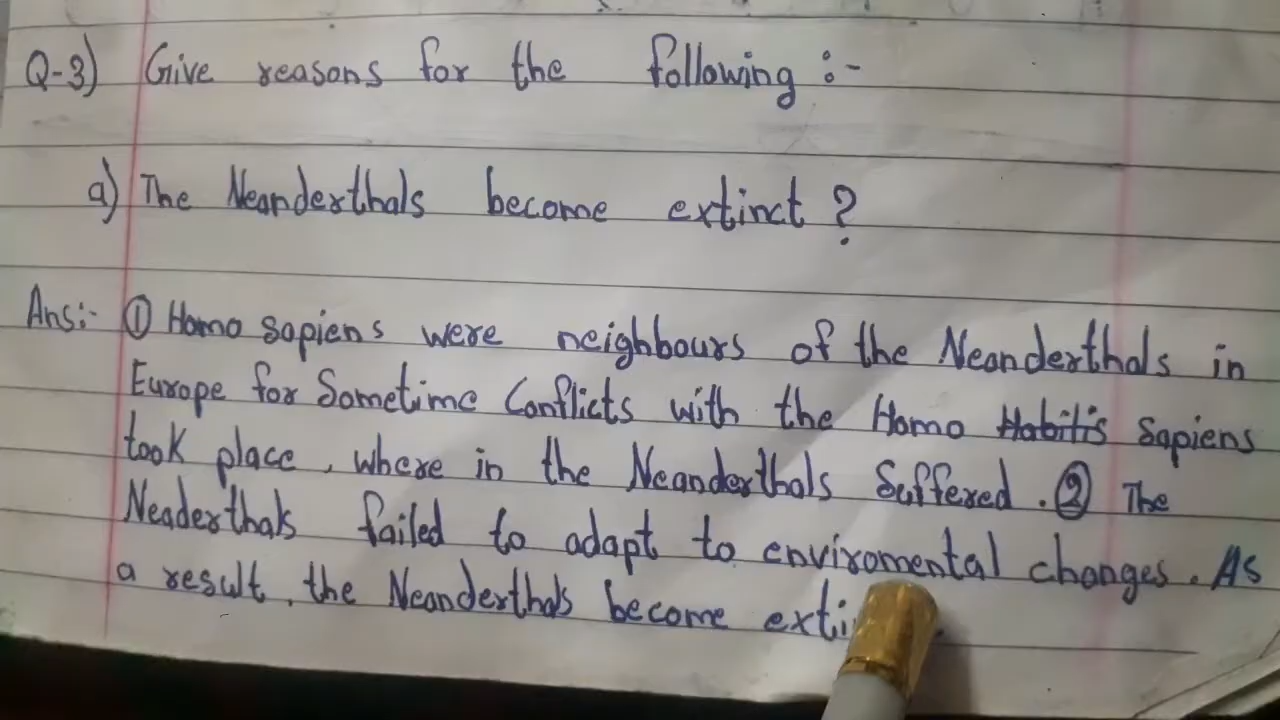 Q-3) Give reasons for the following :-
a) The Neanderthals become extinct ?
Ans:- ① Homo sapiens were neighbours of the Neanderthals in
Europe for Sometime Conflicts with the Homo Habitis Sapiens
took place, where in the Neanderthals Suffered. ② The
Neaderthals failed to adapt to enviromental changes. As
a result, the Neanderthals become